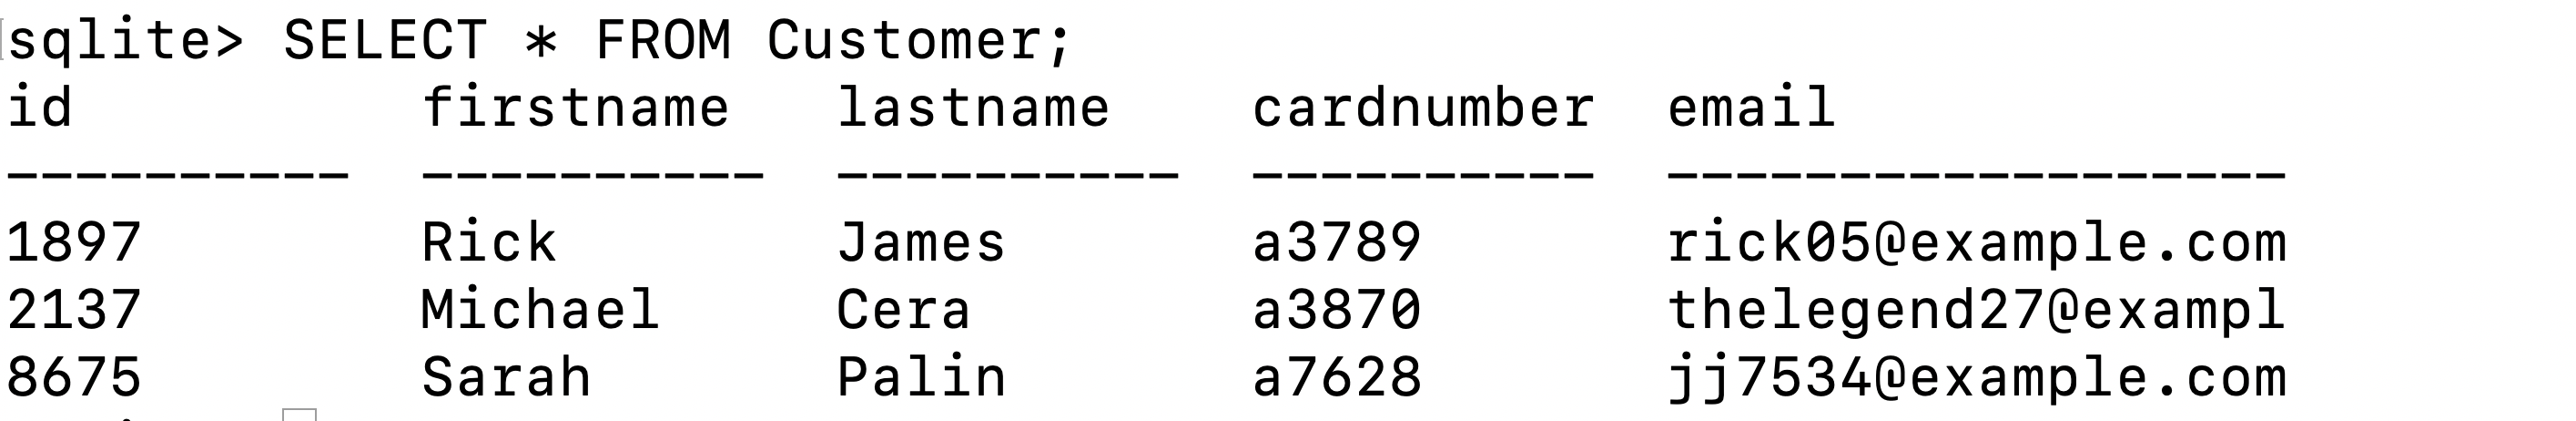 sqlite> SELECT * FROM Customer;
id          firstname   lastname    cardnumber  email
----------  ----------  ----------  ----------  ------------------
1897        Rick        James       a3789       rick05@example.com
2137        Michael     Cera        a3870       thelegend27@exampl
8675        Sarah       Palin       a7628       jj7534@example.com